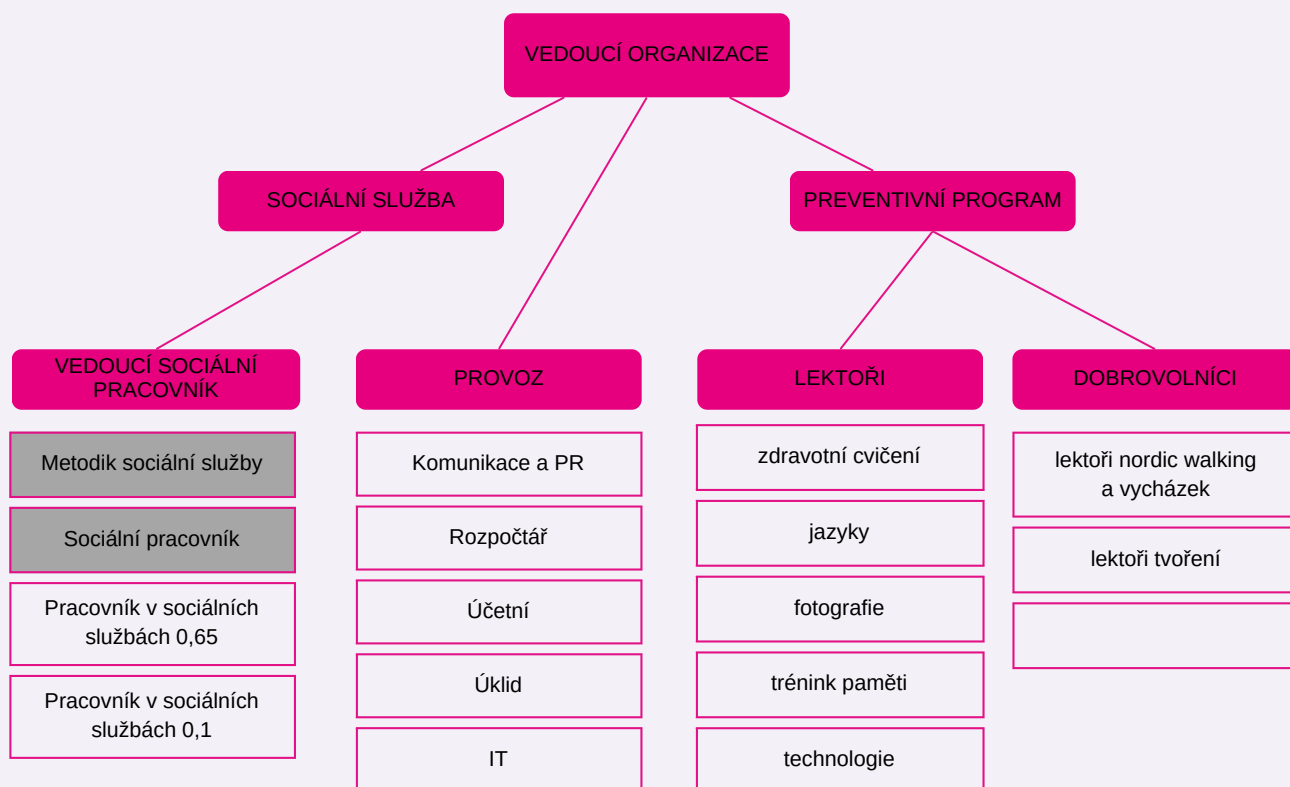 VEDOUCÍ ORGANIZACE
SOCIÁLNÍ SLUŽBA
PREVENTIVNÍ PROGRAM
VEDOUCÍ SOCIÁLNÍ
PRACOVNÍK
Metodik sociální služby
Sociální pracovník
Pracovník v sociálních
službách 0,65
Pracovník v sociálních
službách 0,1
PROVOZ
Komunikace a PR
Rozpočtář
Účetní
Úklid
IT
LEKTOŘI
zdravotní cvičení
jazyky
fotografie
trénink paměti
technologie
DOBROVOLNÍCI
lektoři nordic walking
a vycházek
lektoři tvoření